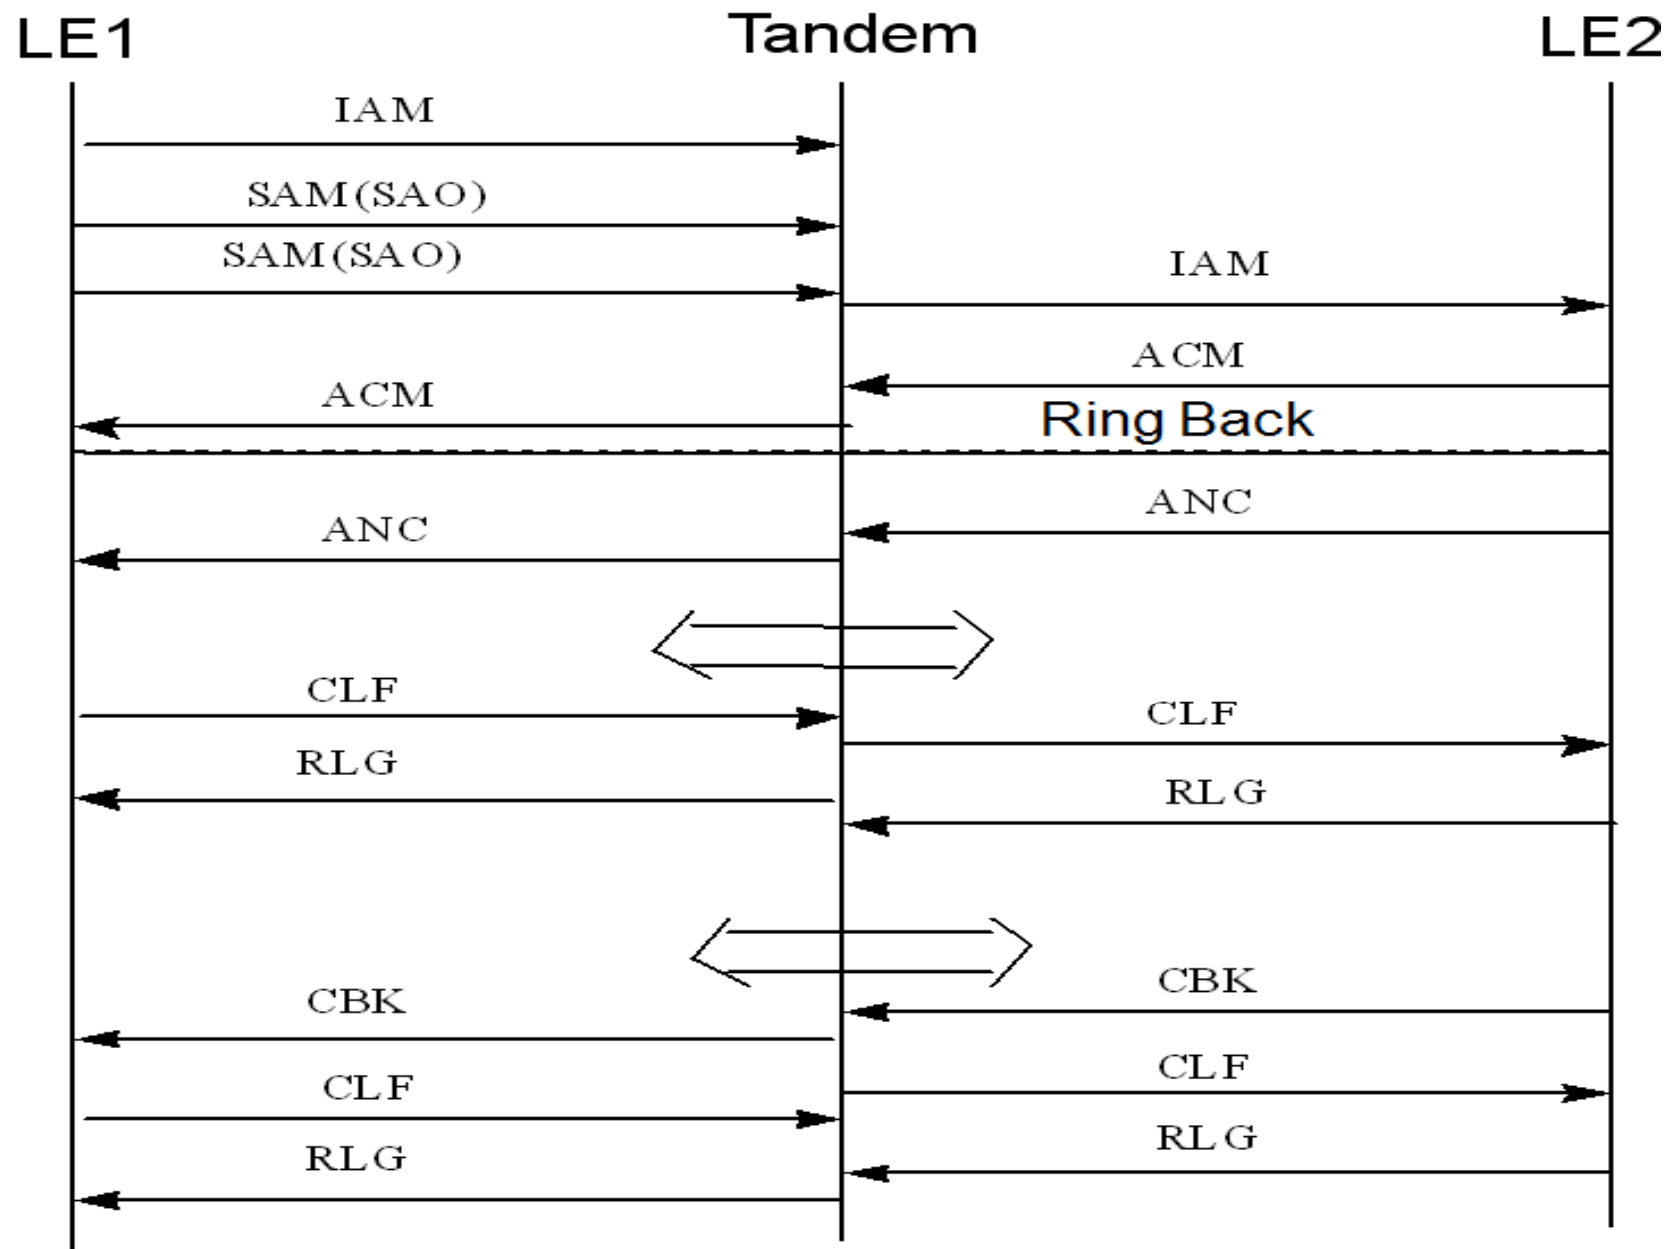 LE1 Tandem LE2
IAM
SAM(SAO)
SAM(SAO)
IAM
ACM
ACM
Ring Back
ANC
ANC
CLF
CLF
RLG
RLG
CBK
CBK
CLF
CLF
RLG
RLG